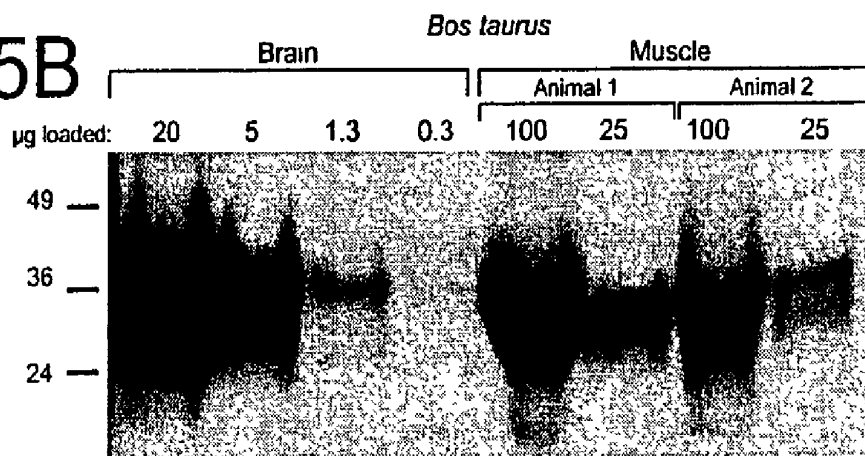 5B
Bos taurus
Brain Muscle
Animal 1 Animal 2
µg loaded: 20 5 1.3 0.3 100 25 100 25
49
36
24